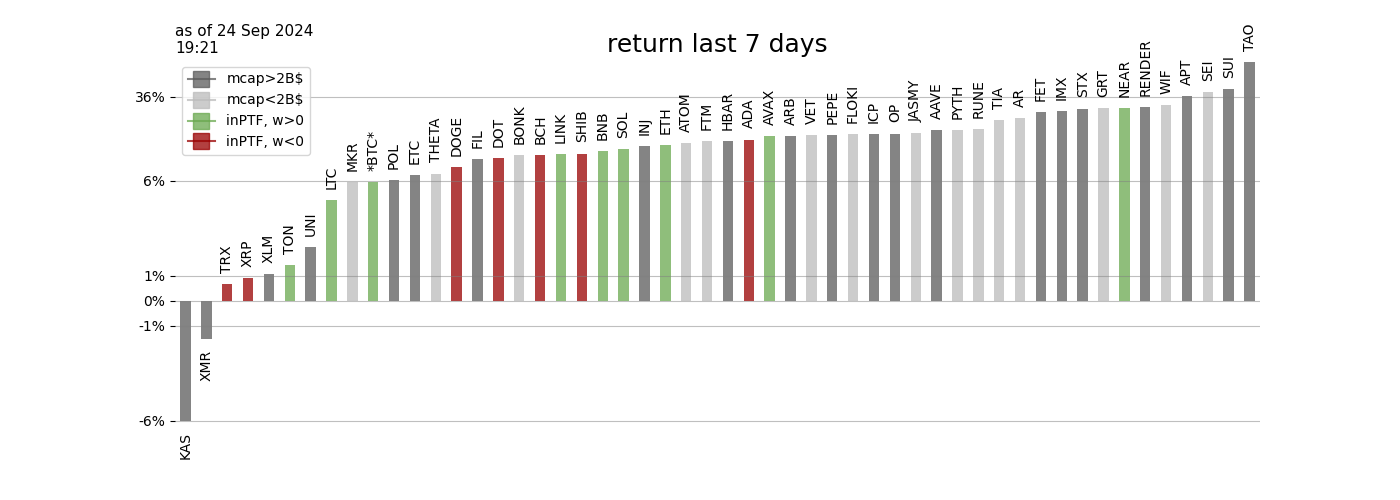 as of 24 Sep 2024
19:21
return last 7 days
mcap>2B$
mcap<2B$
inPTF, w>0
inPTF, w<0
36%
6%
1%
0%
-1%
-6%
KAS
XMR
TRX
XRP
XLM
TON
UNI
LTC
MKR
*BTC*
POL
ETC
THETA
DOGE
FIL
DOT
BONK
BCH
LINK
SHIB
BNB
SOL
INJ
ETH
ATOM
FTM
HBAR
ADA
AVAX
ARB
VET
PEPE
FLOKI
ICP
OP
JASMY
AAVE
PYTH
RUNE
TIA
AR
FET
IMX
STX
GRT
NEAR
RENDER
WIF
APT
SEI
SUI
TAO